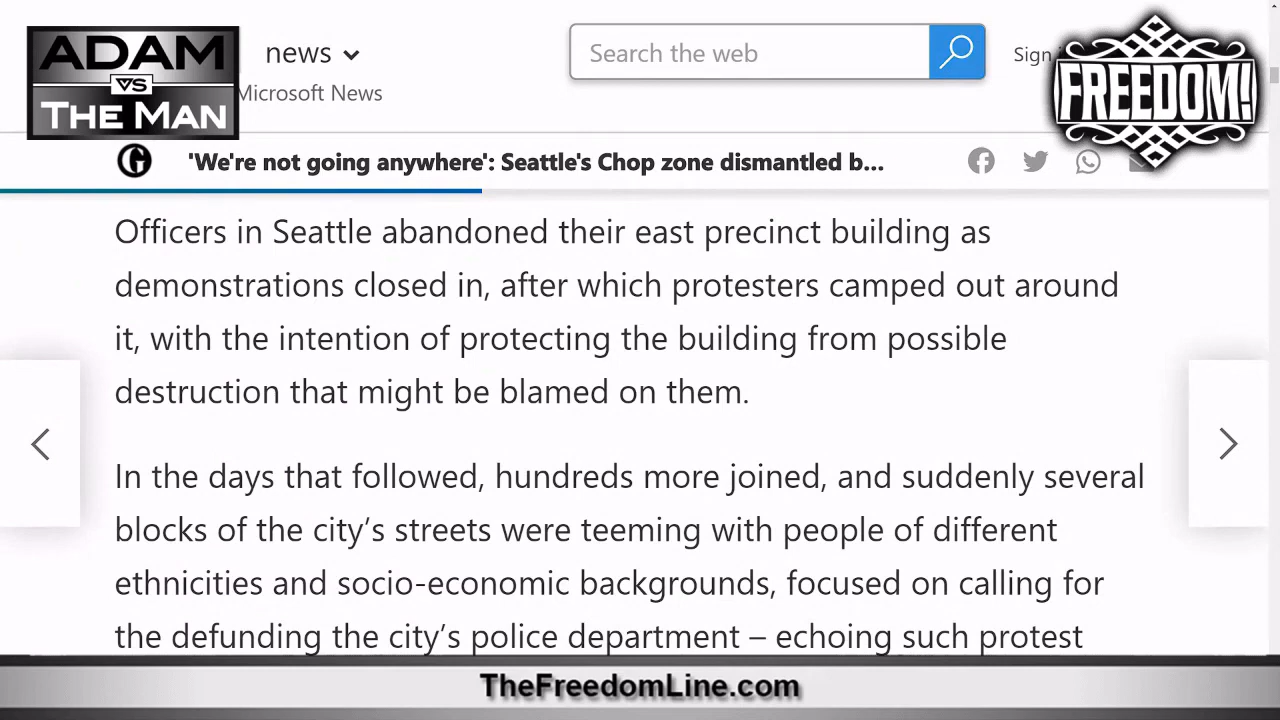 ADAM
VS
THE MAN
news
Microsoft News
Search the web
Sign
FREEDOM!
G
'We're not going anywhere': Seattle's Chop zone dismantled b...
Officers in Seattle abandoned their east precinct building as
demonstrations closed in, after which protesters camped out around
it, with the intention of protecting the building from possible
destruction that might be blamed on them.
In the days that followed, hundreds more joined, and suddenly several
blocks of the city’s streets were teeming with people of different
ethnicities and socio-economic backgrounds, focused on calling for
the defunding the city’s police department – echoing such protest
TheFreedomLine.com